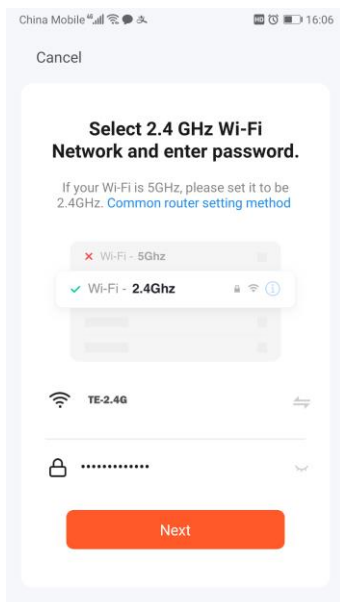 China Mobile 16:06
Cancel
Select 2.4 GHz Wi-Fi
Network and enter password.
If your Wi-Fi is 5GHz, please set it to be
2.4GHz. Common router setting method
Wi-Fi - 5Ghz
Wi-Fi - 2.4Ghz
TE-2.4G
•••••••••••••
Next